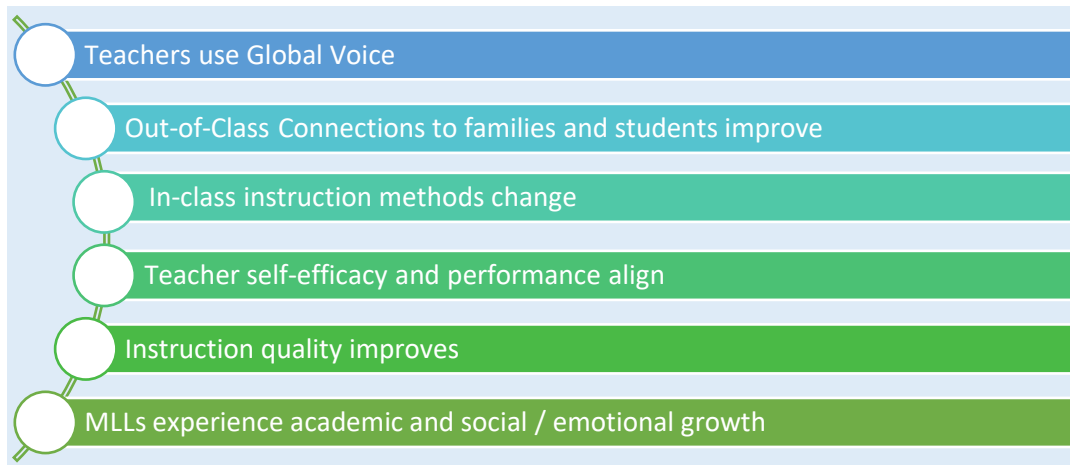 Teachers use Global Voice
Out-of-Class Connections to families and students improve
In-class instruction methods change
Teacher self-efficacy and performance align
Instruction quality improves
MLLs experience academic and social / emotional growth